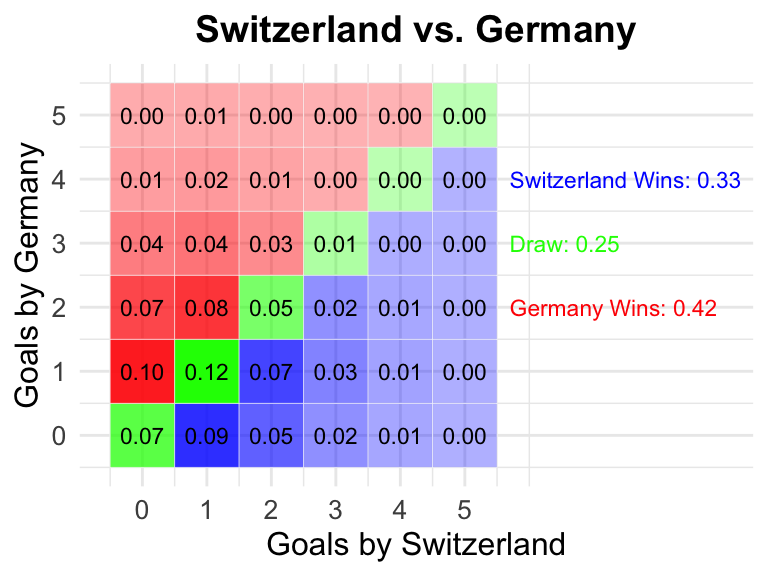 Switzerland vs. Germany
Goals by Germany
5 0.00 0.01 0.00 0.00 0.00 0.00
4 0.01 0.02 0.01 0.00 0.00 0.00 Switzerland Wins: 0.33
3 0.04 0.04 0.03 0.01 0.00 0.00 Draw: 0.25
2 0.07 0.08 0.05 0.02 0.01 0.00 Germany Wins: 0.42
1 0.10 0.12 0.07 0.03 0.01 0.00
0 0.07 0.09 0.05 0.02 0.01 0.00
0 1 2 3 4 5
Goals by Switzerland